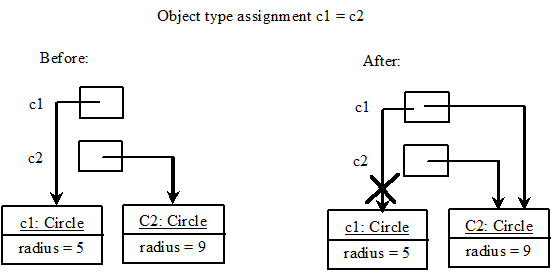 Object type assignment c1 = c2
Before:
c1
c2
c1: Circle
radius = 5
C2: Circle
radius = 9
After:
c1
c2
c1: Circle
radius = 5
C2: Circle
radius = 9